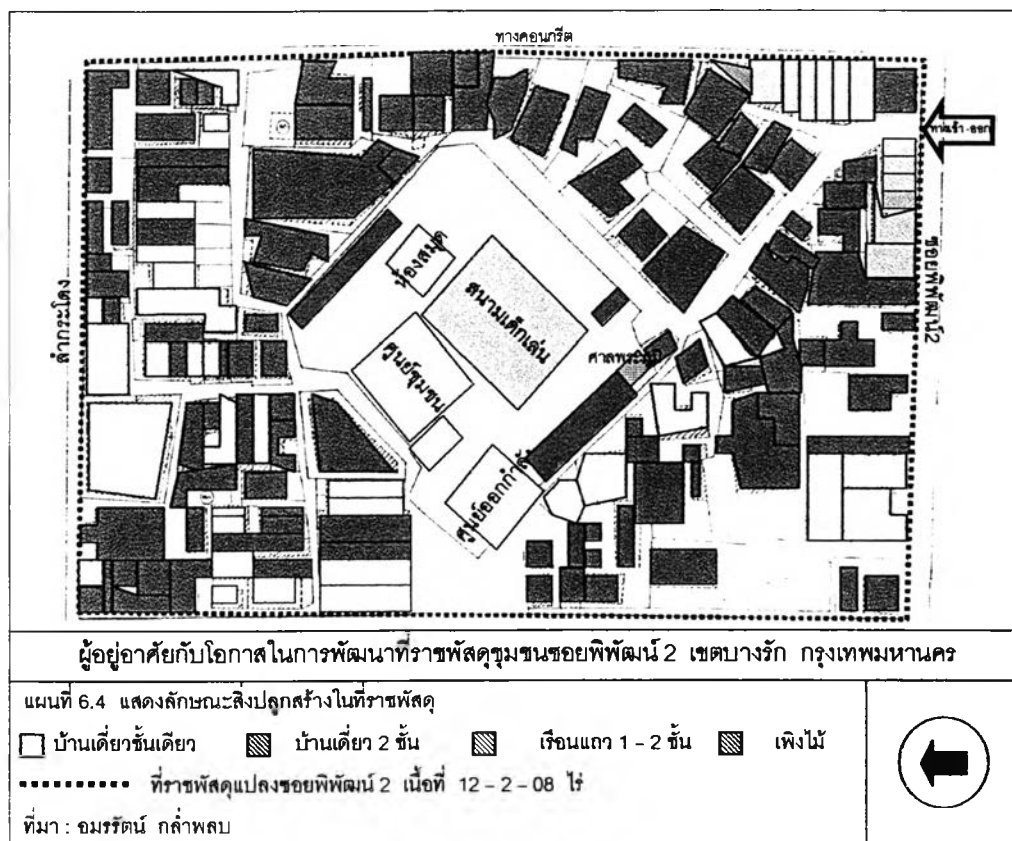 ทางคอนกรีต
ทางเข้า-ออก
ซอยพิพัฒน์2
ลำกระโดง
ห้องสมุด
สนามเด็กเล่น
ศาลพระภูมิ
ศูนย์ชุมชน
ศูนย์ออกกำลัง
ผู้อยู่อาศัยกับโอกาสในการพัฒนาที่ราชพัสดุชุมชนซอยพิพัฒน์ 2 เขตบางรัก กรุงเทพมหานคร
แผนที่ 6.4 แสดงลักษณะสิ่งปลูกสร้างในที่ราชพัสดุ
บ้านเดี่ยวชั้นเดียว บ้านเดี่ยว 2 ชั้น เรือนแถว 1 - 2 ชั้น เพิงไม้
ที่ราชพัสดุแปลงซอยพิพัฒน์ 2 เนื้อที่ 12 - 2 - 08 ไร่
ที่มา : อมรรัตน์ กล่ำพลบ